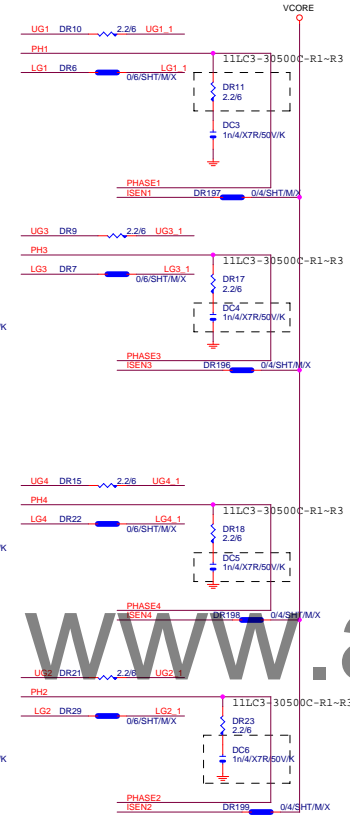 VCORE
UG1 DR10 2.2/6 UG1_1
PH1
11LC3-30500C-R1~R3
LG1 DR6 LG1_1
0/6/SHT/M/X
DR11
2.2/6
DC3
1n/4/X7R/50V/K
PHASE1
ISEN1 DR197 0/4/SHT/M/X
UG3 DR9 2.2/6 UG3_1
PH3
11LC3-30500C-R1~R3
LG3 DR7 LG3_1
0/6/SHT/M/X
DR17
2.2/6
DC4
1n/4/X7R/50V/K
/K
PHASE3
ISEN3 DR196 0/4/SHT/M/X
UG4 DR15 2.2/6 UG4_1
PH4
11LC3-30500C-R1~R3
LG4 DR22 LG4_1
0/6/SHT/M/X
DR18
2.2/6
/K
DC5
1n/4/X7R/50V/K
PHASE4
ISEN4 DR198 0/4/SHT/M/X
www.a
UG2 DR21 2.2/6 UG2_1
PH2
11LC3-30500C-R1~R3
LG2 DR29 LG2_1
0/6/SHT/M/X
DR23
2.2/6
DC6
1n/4/X7R/50V/K
/K
PHASE2
ISEN2 DR199 0/4/SHT/M/X